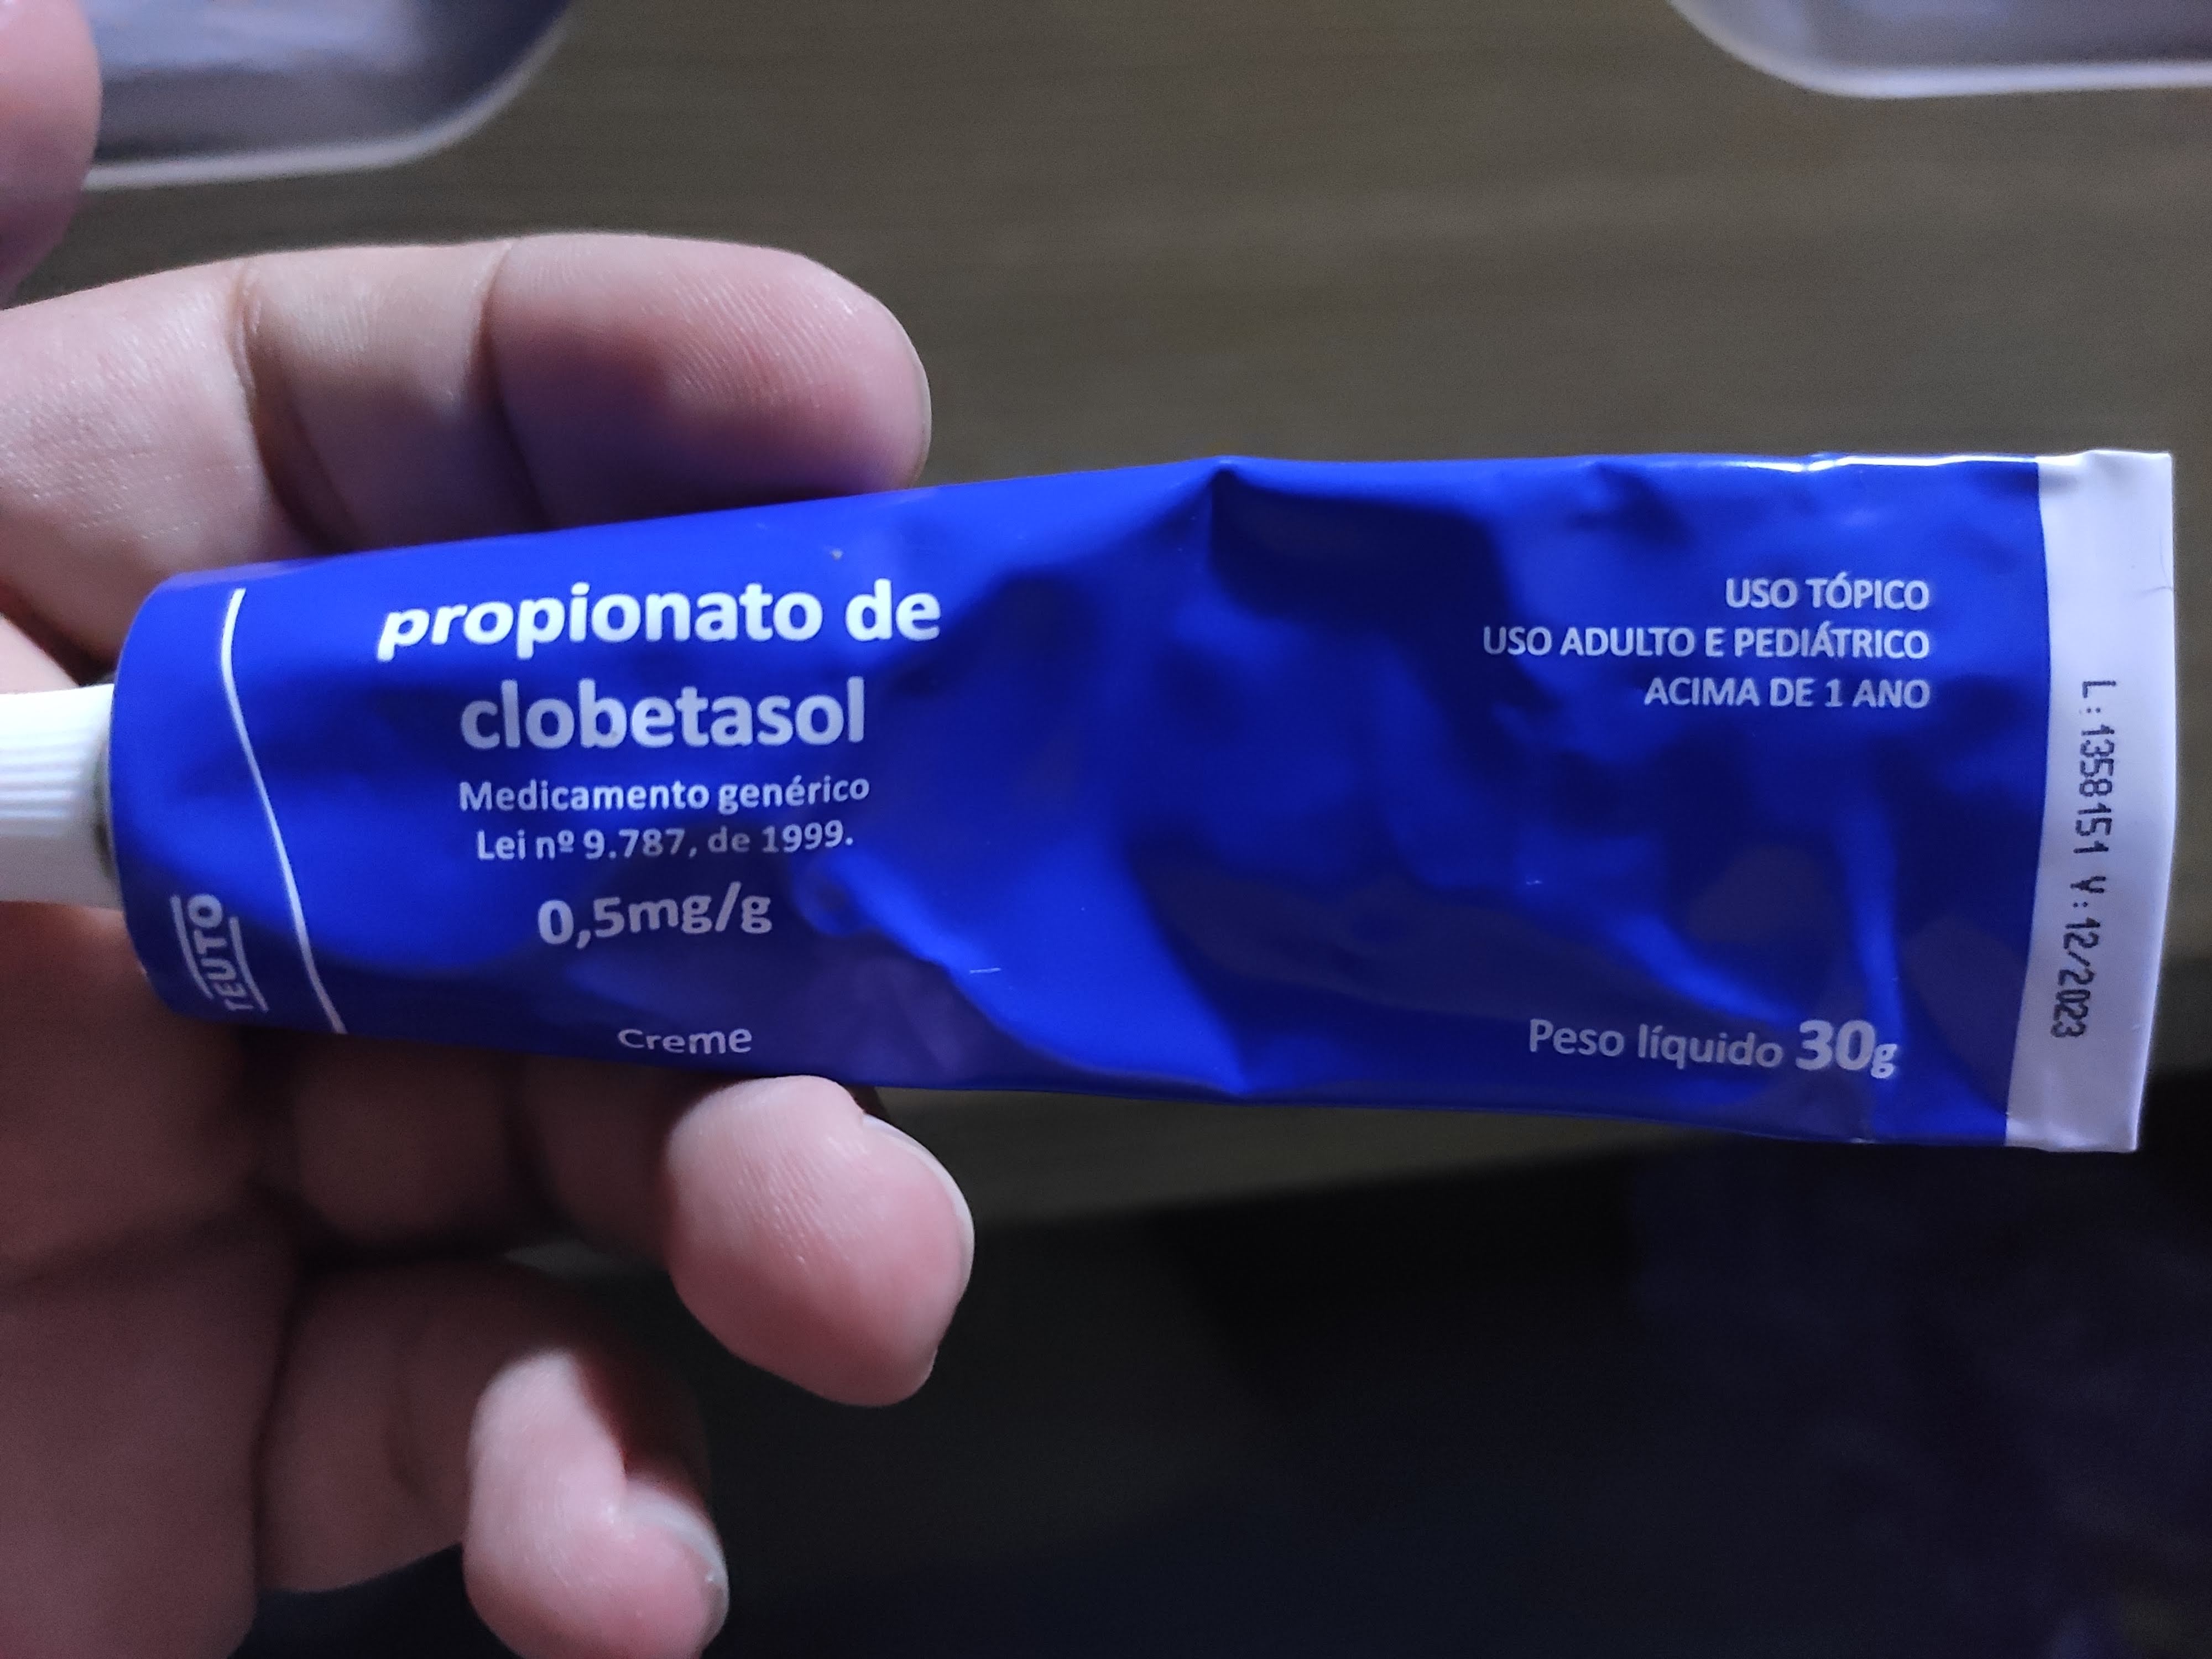 propionato de
clobetasol
Medicamento genérico
Lei nº 9.787, de 1999.
0,5mg/g
Creme
TEUTO
USO TÓPICO
USO ADULTO E PEDIÁTRICO
ACIMA DE 1 ANO
Peso líquido 30g
L:1358151 V:12/2023